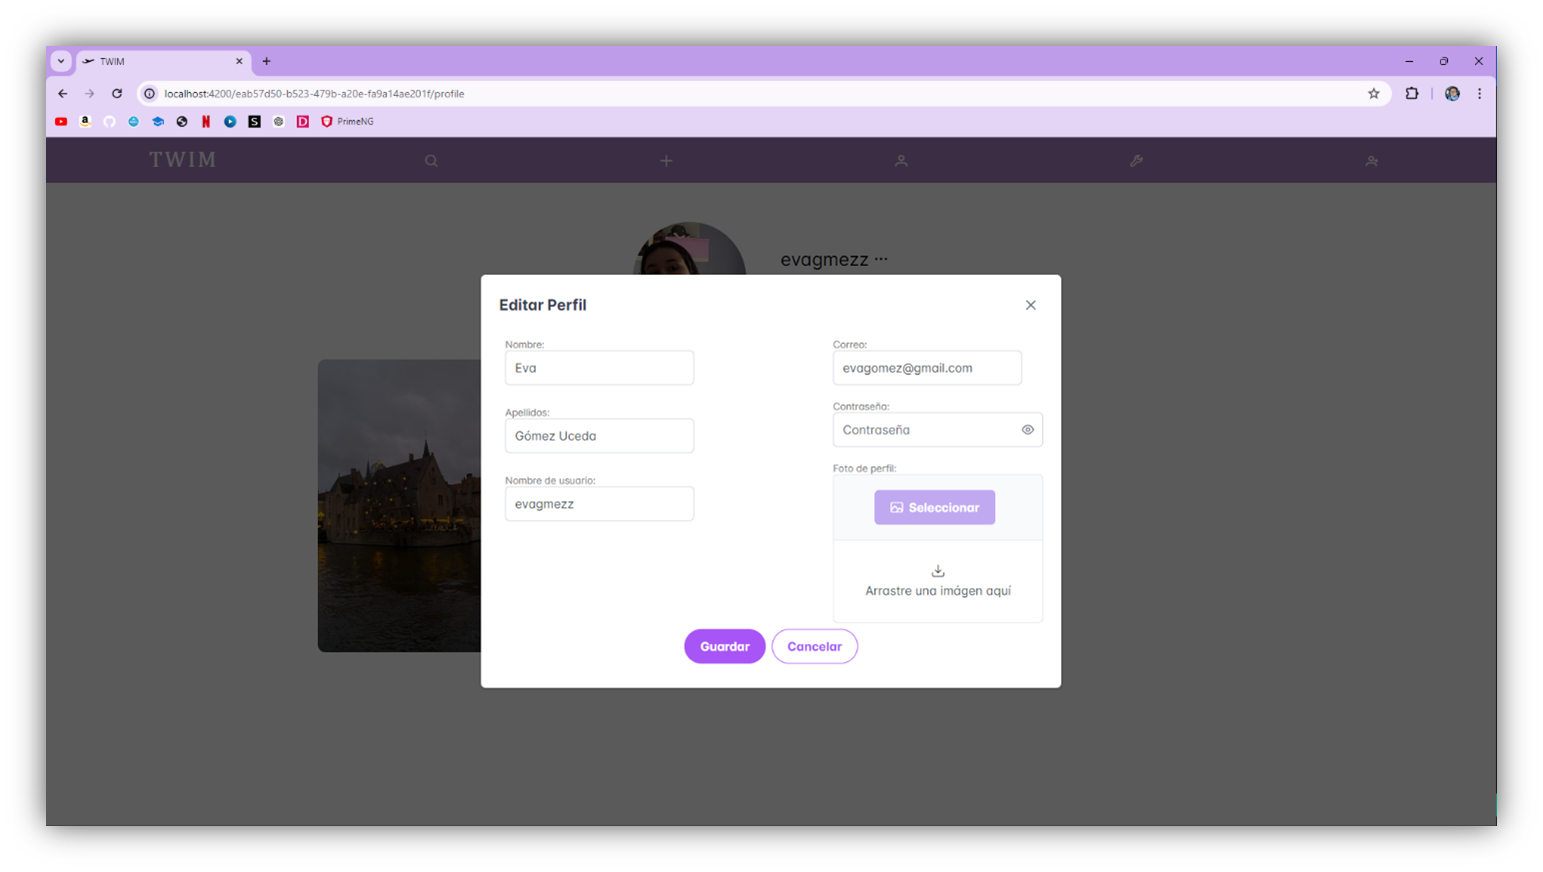 TWIM
localhost:4200/eab57d50-b523-479b-a20e-fa9a14ae201f/profile
PrimeNG
TWIM
evagmezz ···
Editar Perfil
Nombre:
Eva
Apellidos:
Gómez Uceda
Nombre de usuario:
evagmezz
Correo:
evagomez@gmail.com
Contraseña:
Contraseña
Foto de perfil:
Seleccionar
Arrastre una imágen aquí
Guardar
Cancelar